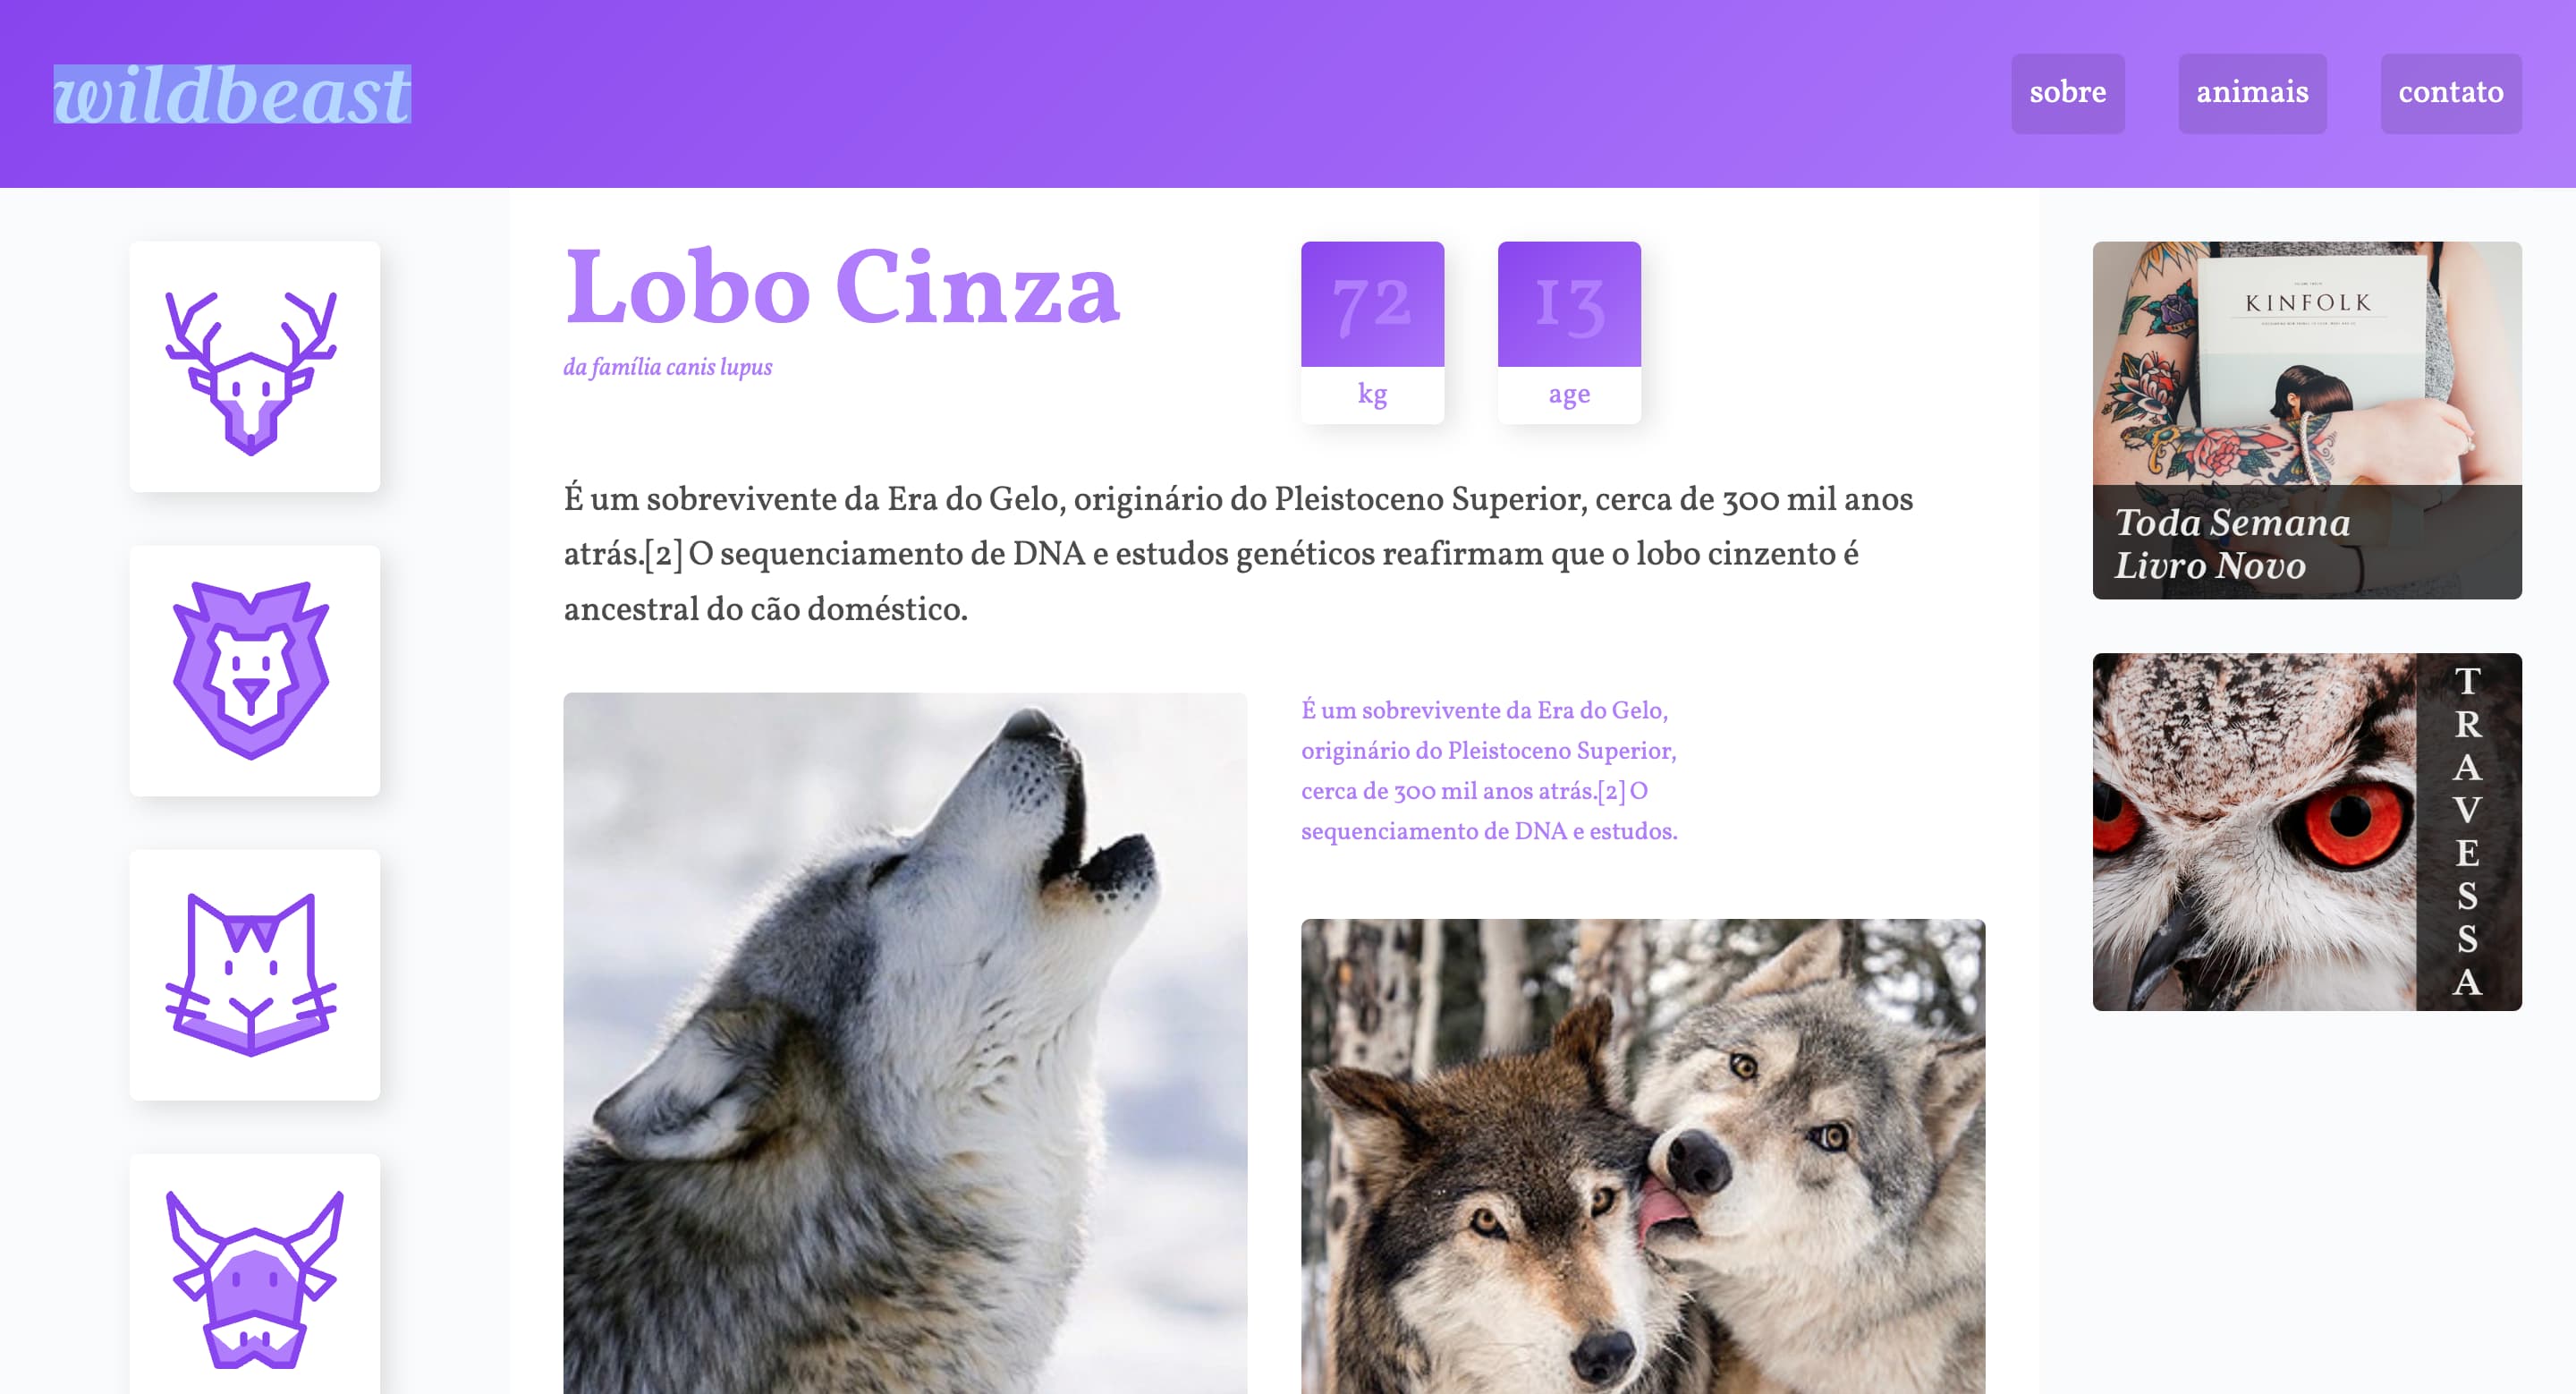 wildbeast
sobre
animais
contato
Lobo Cinza
da família canis lupus
72
kg
13
age
É um sobrevivente da Era do Gelo, originário do Pleistoceno Superior, cerca de 300 mil anos
atrás.[2] O sequenciamento de DNA e estudos genéticos reafirmam que o lobo cinzento é
ancestral do cão doméstico.
É um sobrevivente da Era do Gelo,
originário do Pleistoceno Superior,
cerca de 300 mil anos atrás.[2] O
sequenciamento de DNA e estudos.
KINFOLK
Toda Semana
Livro Novo
TRAVESSA